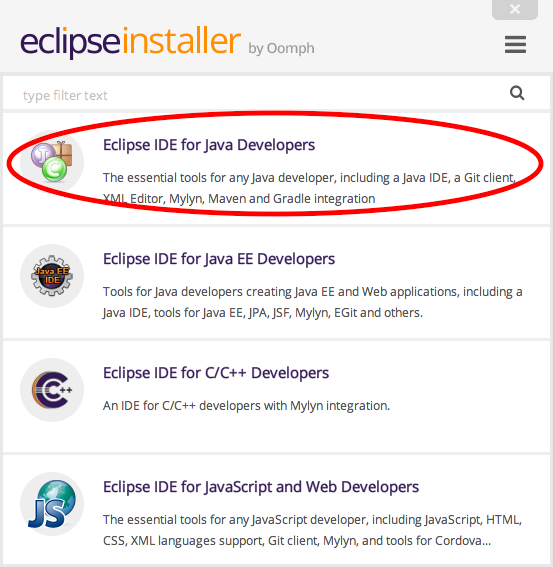 eclipseinstaller by Oomph
type filter text
Eclipse IDE for Java Developers
The essential tools for any Java developer, including a Java IDE, a Git client,
XML Editor, Mylyn, Maven and Gradle integration
Java EE
IDE
Eclipse IDE for Java EE Developers
Tools for Java developers creating Java EE and Web applications, including a
Java IDE, tools for Java EE, JPA, JSF, Mylyn, EGit and others.
C++
Eclipse IDE for C/C++ Developers
An IDE for C/C++ developers with Mylyn integration.
JS
Eclipse IDE for JavaScript and Web Developers
The essential tools for any JavaScript developer, including JavaScript, HTML,
CSS, XML languages support, Git client, Mylyn, and tools for Cordova...